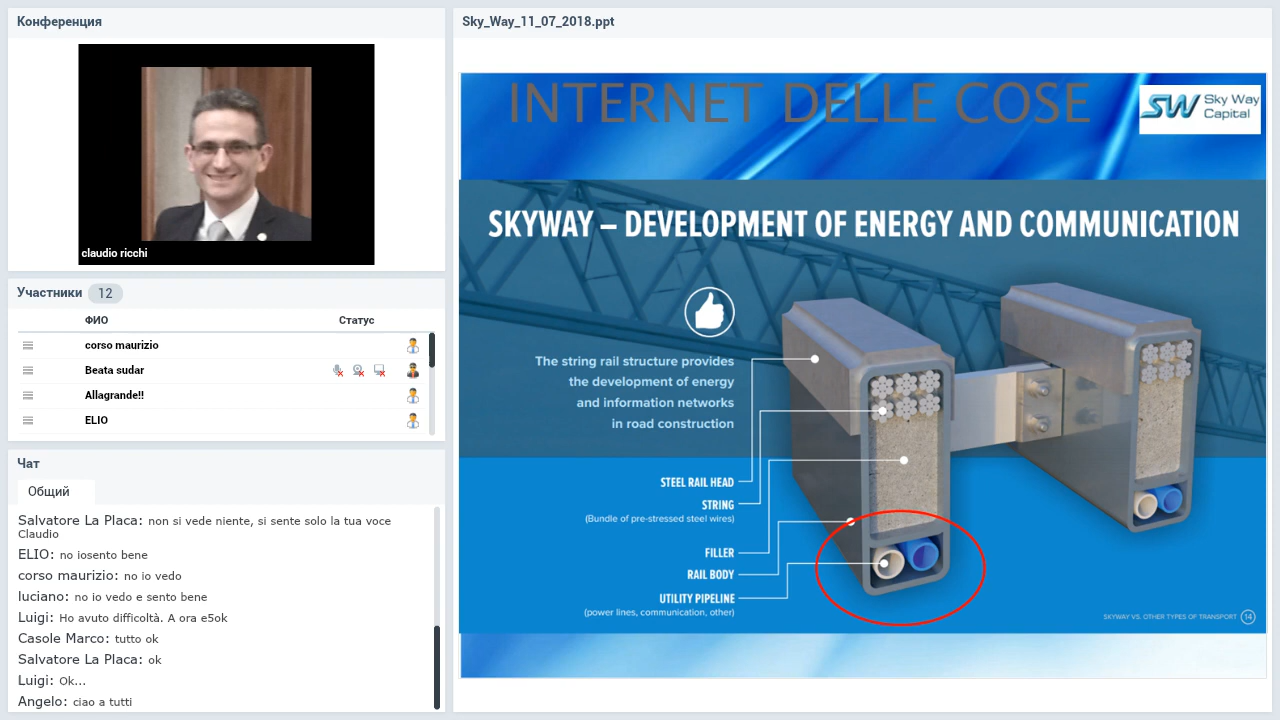 Конференция
claudio ricchi
Участники 12
ФИО Статус
corso maurizio
Beata sudar
Allagrande!!
ELIO
Чат
Общий
Salvatore La Placa: non si vede niente, si sente solo la tua voce
Claudio
ELIO: no iosento bene
corso maurizio: no io vedo
luciano: no io vedo e sento bene
Luigi: Ho avuto difficoltà. A ora e5ok
Casole Marco: tutto ok
Salvatore La Placa: ok
Luigi: Ok...
Angelo: ciao a tutti
Sky_Way_11_07_2018.ppt
INTERNET DELLE COSE
SW Sky Way
Capital
SKYWAY – DEVELOPMENT OF ENERGY AND COMMUNICATION
The string rail structure provides
the development of energy
and information networks
in road construction
STEEL RAIL HEAD
STRING
(Bundle of pre-stressed steel wires)
FILLER
RAIL BODY
UTILITY PIPELINE
(power lines, communication, other)
SKYWAY VS. OTHER TYPES OF TRANSPORT 14